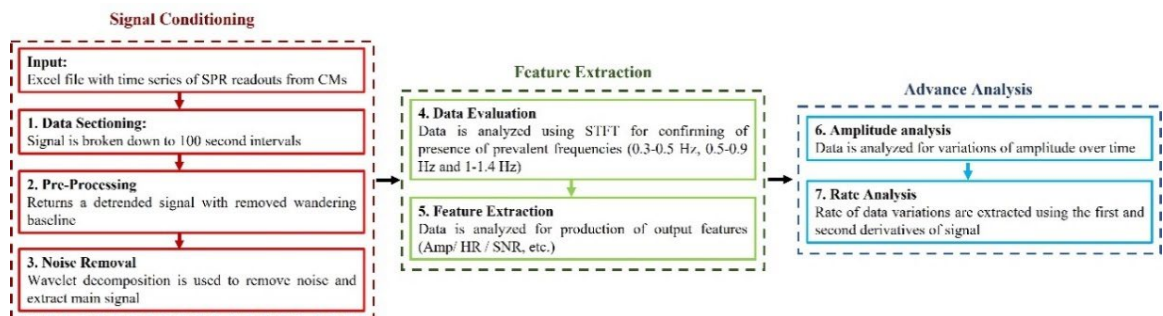 Signal Conditioning
Input:
Excel file with time series of SPR readouts from CMs
1. Data Sectioning:
Signal is broken down to 100 second intervals
2. Pre-Processing
Returns a detrended signal with removed wandering
baseline
3. Noise Removal
Wavelet decomposition is used to remove noise and
extract main signal
Feature Extraction
4. Data Evaluation
Data is analyzed using STFT for confirming of
presence of prevalent frequencies (0.3-0.5 Hz, 0.5-0.9
Hz and 1-1.4 Hz)
5. Feature Extraction
Data is analyzed for production of output features
(Amp/ HR / SNR, etc.)
Advance Analysis
6. Amplitude analysis
Data is analyzed for variations of amplitude over time
7. Rate Analysis
Rate of data variations are extracted using the first and
second derivatives of signal